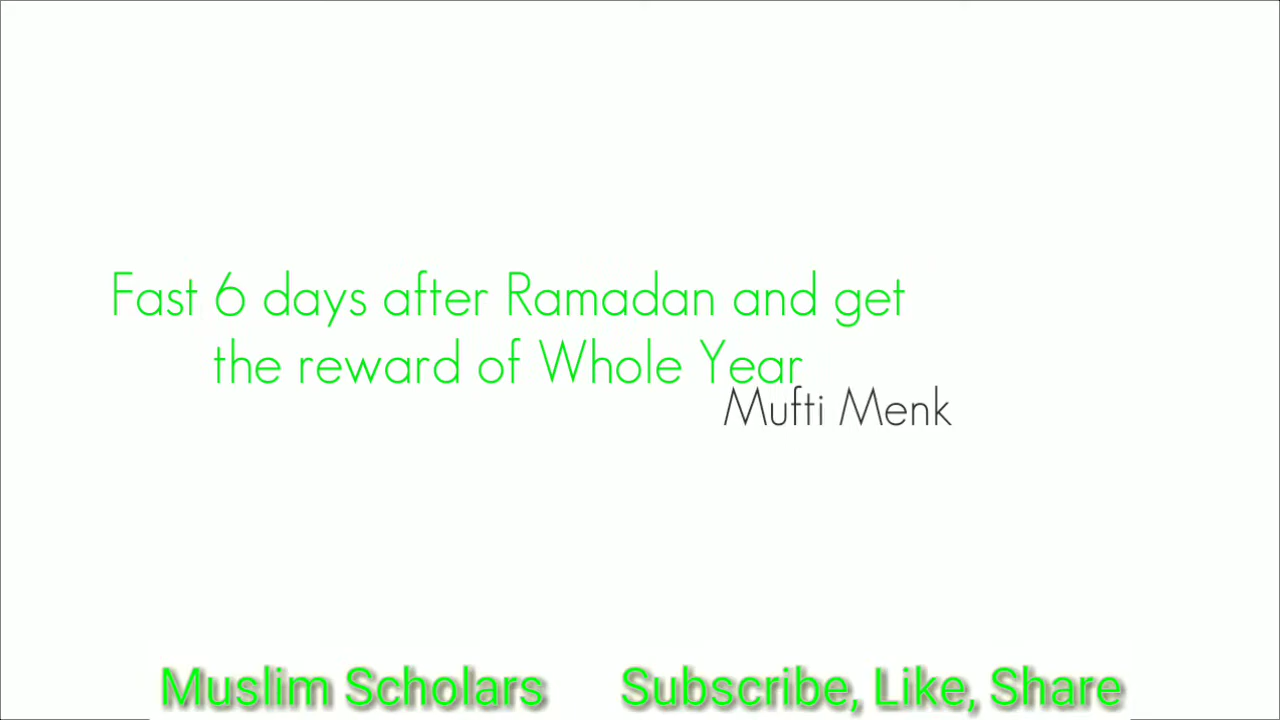 Fast 6 days after Ramadan and get
the reward of Whole Year
Mufti Menk
Muslim Scholars Subscribe, Like, Share